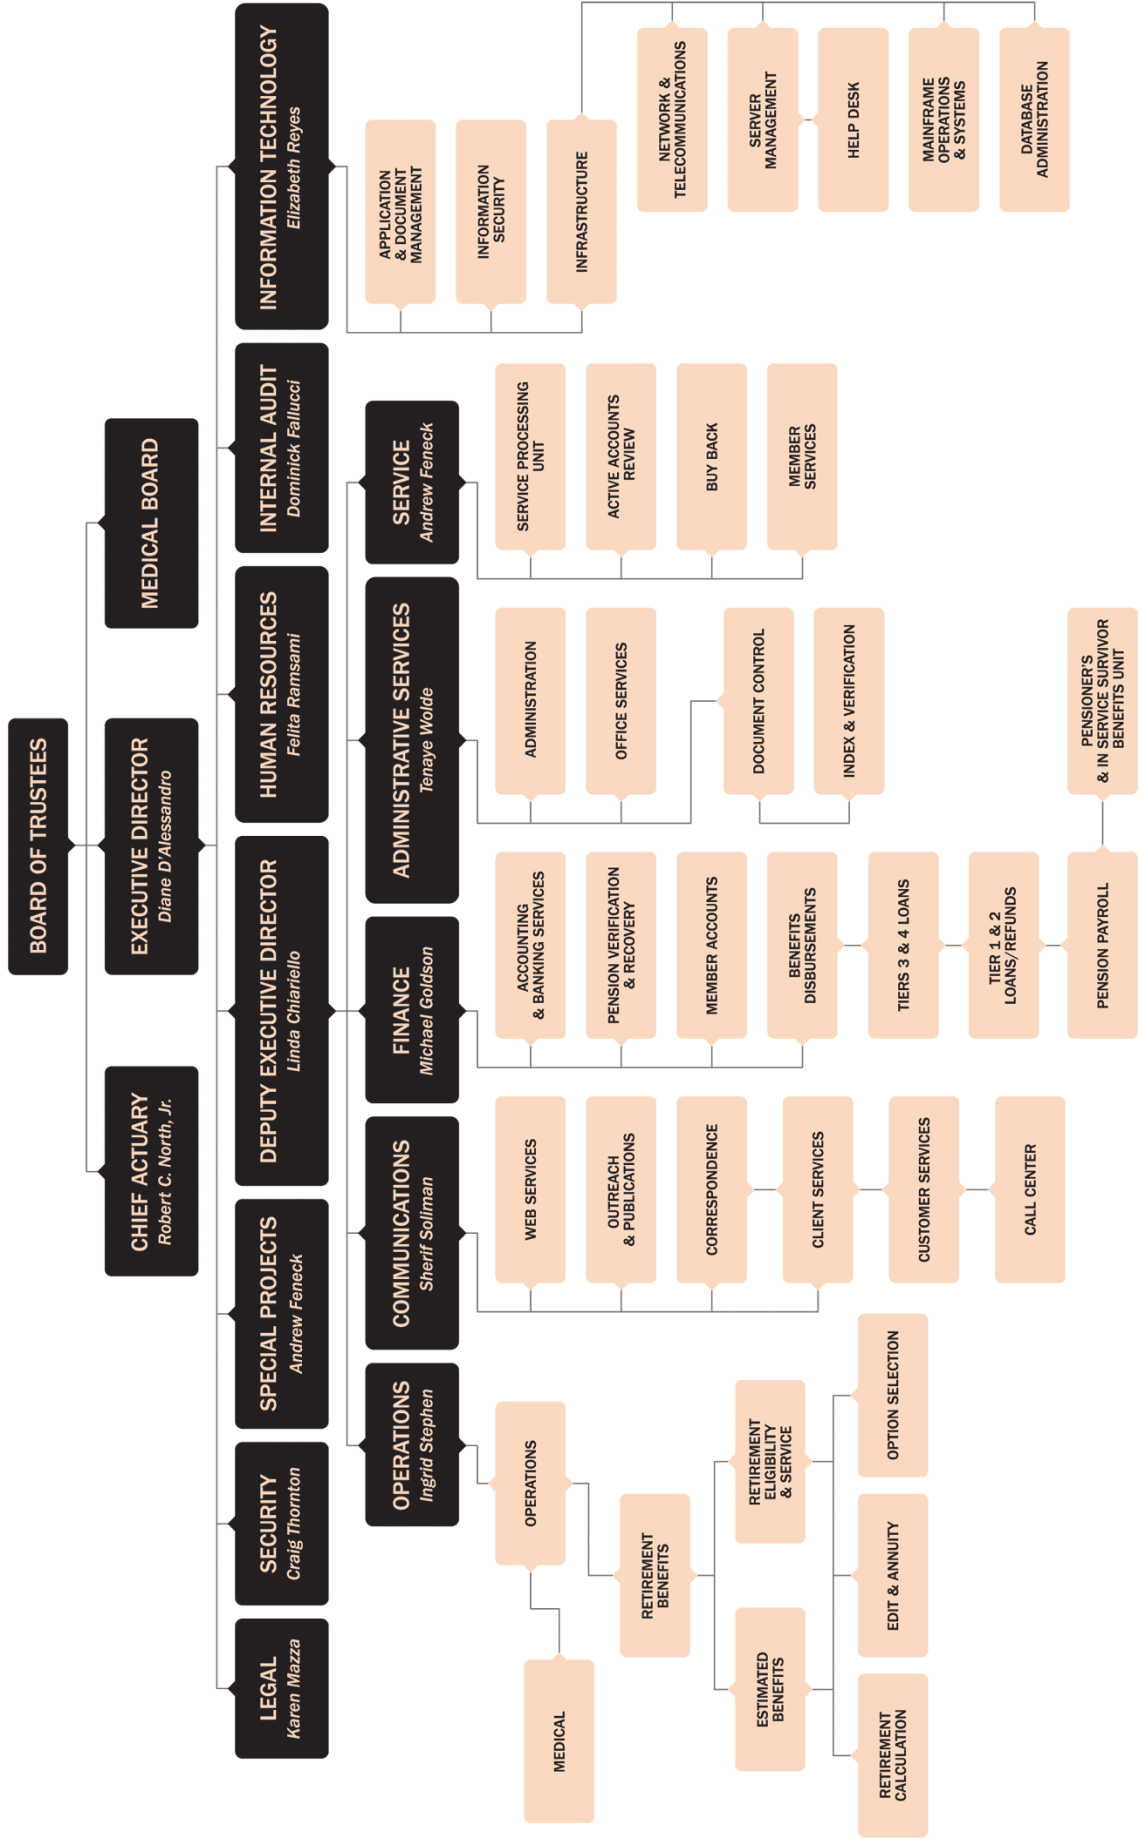 BOARD OF TRUSTEES
CHIEF ACTUARY
Robert C. North, Jr.
EXECUTIVE DIRECTOR
Diane D'Alessandro
MEDICAL BOARD
LEGAL
Karen Mazza
SECURITY
Craig Thornton
SPECIAL PROJECTS
Andrew Feneck
DEPUTY EXECUTIVE DIRECTOR
Linda Chiariello
HUMAN RESOURCES
Felita Ramsami
INTERNAL AUDIT
Dominick Fallucci
INFORMATION TECHNOLOGY
Elizabeth Reyes
OPERATIONS
Ingrid Stephen
COMMUNICATIONS
Sherif Soliman
FINANCE
Michael Goldson
ADMINISTRATIVE SERVICES
Tenaye Wolde
SERVICE
Andrew Feneck
OPERATIONS
MEDICAL
RETIREMENT
BENEFITS
ESTIMATED
BENEFITS
RETIREMENT
ELIGIBILITY
& SERVICE
RETIREMENT
CALCULATION
EDIT & ANNUITY
OPTION SELECTION
WEB SERVICES
OUTREACH
& PUBLICATIONS
CORRESPONDENCE
CLIENT SERVICES
CUSTOMER SERVICES
CALL CENTER
ACCOUNTING
& BANKING SERVICES
PENSION VERIFICATION
& RECOVERY
MEMBER ACCOUNTS
BENEFITS
DISBURSEMENTS
TIERS 3 & 4 LOANS
TIER 1 & 2
LOANS/REFUNDS
PENSION PAYROLL
PENSIONER'S
& IN SERVICE SURVIVOR
BENEFITS UNIT
ADMINISTRATION
OFFICE SERVICES
DOCUMENT CONTROL
INDEX & VERIFICATION
SERVICE PROCESSING
UNIT
ACTIVE ACCOUNTS
REVIEW
BUY BACK
MEMBER
SERVICES
APPLICATION
& DOCUMENT
MANAGEMENT
INFORMATION
SECURITY
INFRASTRUCTURE
NETWORK &
TELECOMMUNICATIONS
SERVER
MANAGEMENT
HELP DESK
MAINFRAME
OPERATIONS
& SYSTEMS
DATABASE
ADMINISTRATION